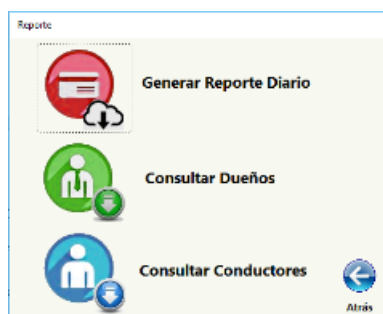 Reporte
Generar Reporte Diario
Consultar Dueños
Consultar Conductores
Atrás